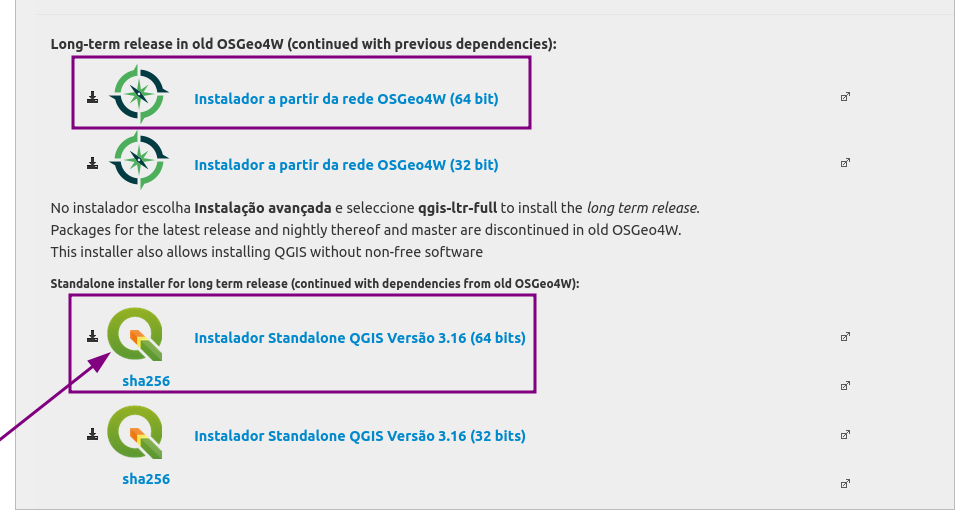 Long-term release in old OSGeo4W (continued with previous dependencies):
Instalador a partir da rede OSGeo4W (64 bit)
Instalador a partir da rede OSGeo4W (32 bit)
No instalador escolha Instalação avançada e seleccione qgis-ltr-full to install the long term release.
Packages for the latest release and nightly thereof and master are discontinued in old OSGeo4W.
This installer also allows installing QGIS without non-free software
Standalone installer for long term release (continued with dependencies from old OSGeo4W):
Instalador Standalone QGIS Versão 3.16 (64 bits)
sha256
Instalador Standalone QGIS Versão 3.16 (32 bits)
sha256